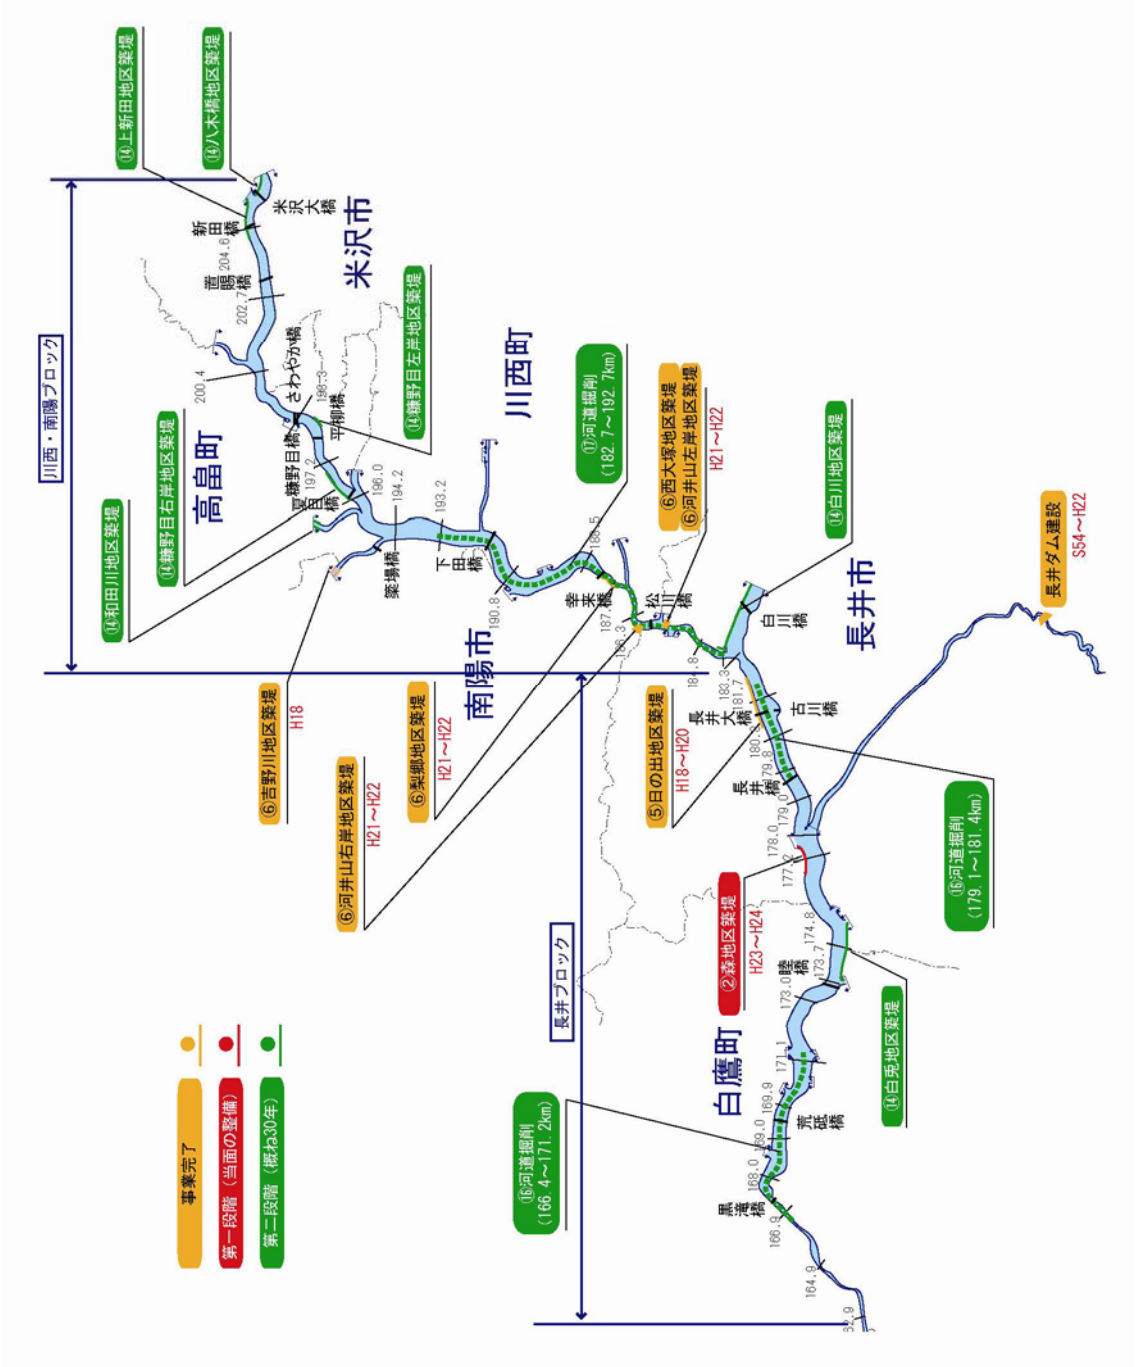 川西・南陽ブロック
⑭上新田地区築堤
⑭八木橋地区築堤
新田橋
204.6
米沢大橋
米沢市
置賜橋
202.7
200.4
さわやか橋
198.3
平柳橋
糠野目橋
197.2
夏目橋
196.0
194.2
193.2
高畠町
⑭糠野目左岸地区築堤
⑭糠野目右岸地区築堤
⑭和田川地区築堤
川西町
⑰河道掘削
(182.7～192.7km)
⑥西大塚地区築堤
⑥河井山左岸地区築堤
H21～H22
⑭白川地区築堤
築場橋
下田橋
190.8
188.5
幸来橋
186.3
松川橋
184.8
183.3
白川橋
南陽市
⑥吉野川地区築堤
H18
⑥梨郷地区築堤
H21～H22
⑥河井山右岸地区築堤
H21～H22
長井市
長井ダム建設
S54～H22
⑤日の出地区築堤
H18～H20
長井大橋
181.7
古川橋
長井橋
179.0
178.0
177.2
⑯河道掘削
(179.1～181.4km)
長井ブロック
②森地区築堤
H23～H24
174.8
173.7
睦橋
173.0
171.1
⑭白兎地区築堤
白鷹町
169.9
169.0
荒砥橋
168.0
黒滝橋
166.9
164.9
⑯河道掘削
(166.4～171.2km)
事業完了
第一段階（当面の整備）
第二段階（概ね30年）